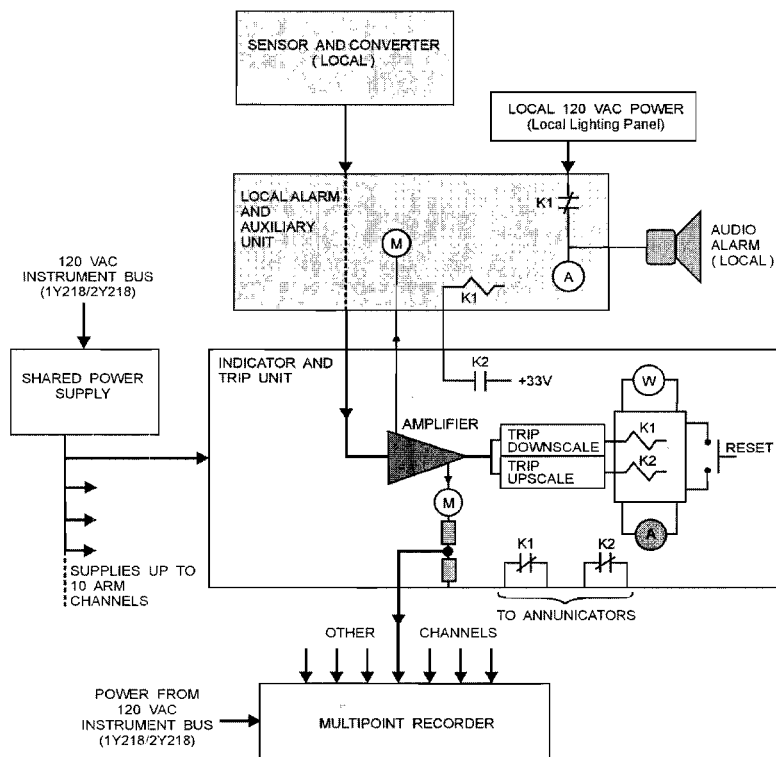 SENSOR AND CONVERTER
(LOCAL)
LOCAL 120 VAC POWER
(Local Lighting Panel)
LOCAL ALARM
AND
AUXILIARY
UNIT
K1
M
A
AUDIO
ALARM
(LOCAL)
K1
120 VAC
INSTRUMENT BUS
(1Y218/2Y218)
SHARED POWER
SUPPLY
INDICATOR AND
TRIP UNIT
K2
+33V
AMPLIFIER
W
TRIP
DOWNSCALE
K1
TRIP
UPSCALE
K2
RESET
M
A
K1
K2
SUPPLIES UP TO
10 ARM
CHANNELS
TO ANNUNICATORS
OTHER CHANNELS
POWER FROM
120 VAC
INSTRUMENT BUS
(1Y218/2Y218)
MULTIPOINT RECORDER